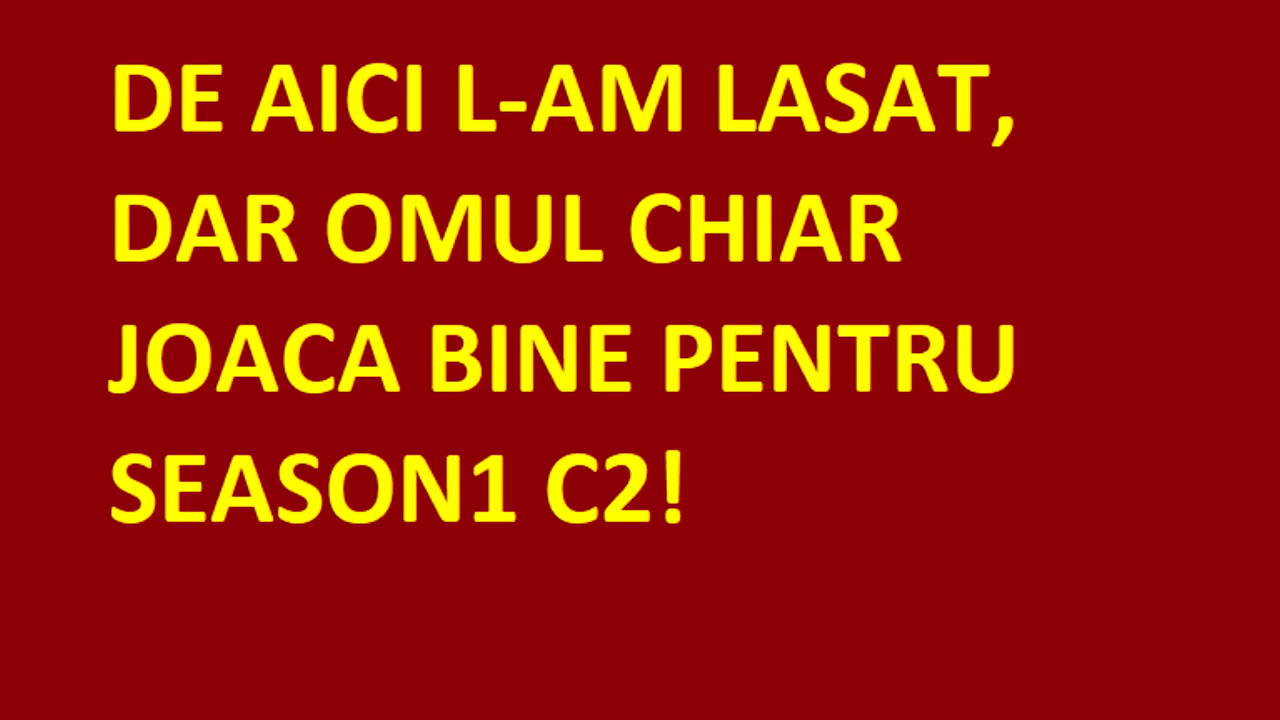 DE AICI L-AM LASAT,
DAR OMUL CHIAR
JOACA BINE PENTRU
SEASON1 C2!